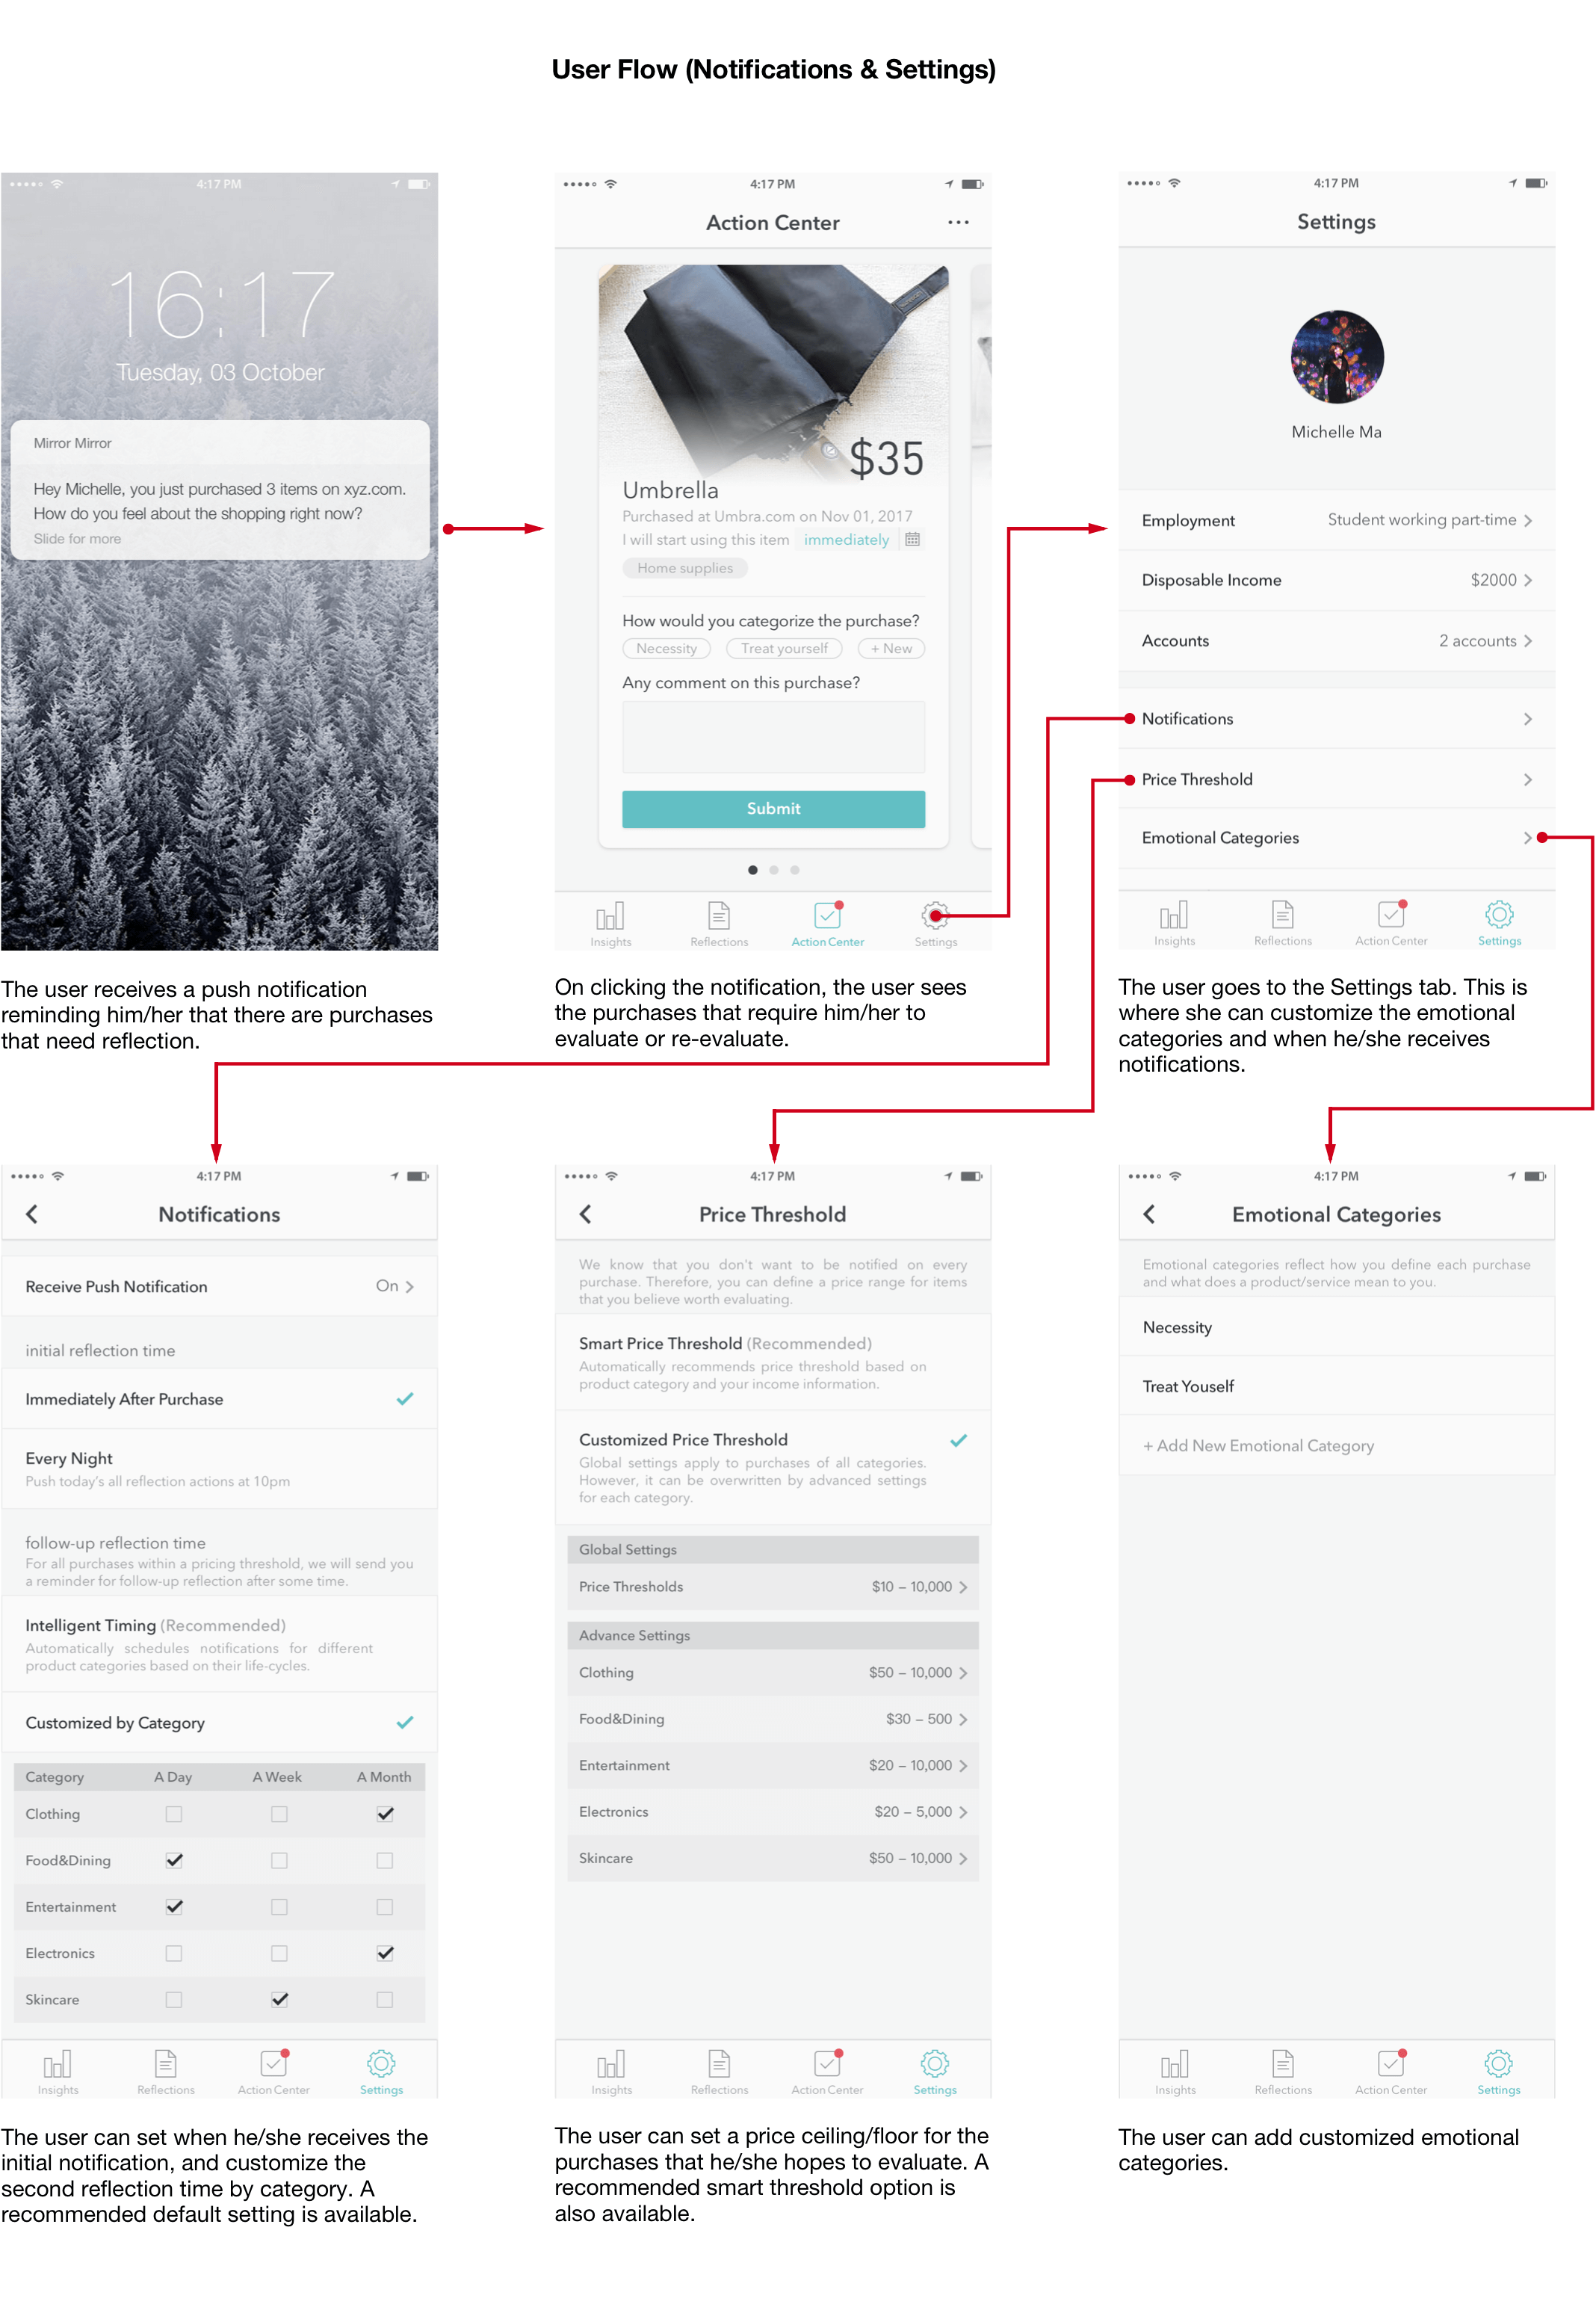 User Flow (Notifications & Settings)
4:17 PM
16:17
Tuesday, 03 October
Mirror Mirror
Hey Michelle, you just purchased 3 items on xyz.com.
How do you feel about the shopping right now?
Slide for more
The user receives a push notification
reminding him/her that there are purchases
that need reflection.
4:17 PM
Action Center
$35
Umbrella
Purchased at Umbra.com on Nov 01, 2017
I will start using this item immediately
Home supplies
How would you categorize the purchase?
Necessity Treat yourself + New
Any comment on this purchase?
Submit
Insights Reflections Action Center Settings
On clicking the notification, the user sees
the purchases that require him/her to
evaluate or re-evaluate.
4:17 PM
Settings
Michelle Ma
Employment Student working part-time
Disposable Income $2000
Accounts 2 accounts
Notifications
Price Threshold
Emotional Categories
Insights Reflections Action Center Settings
The user goes to the Settings tab. This is
where she can customize the emotional
categories and when he/she receives
notifications.
4:17 PM
Notifications
Receive Push Notification On
initial reflection time
Immediately After Purchase
Every Night
Push today's all reflection actions at 10pm
follow-up reflection time
For all purchases within a pricing threshold, we will send you
a reminder for follow-up reflection after some time.
Intelligent Timing (Recommended)
Automatically schedules notifications for different
product categories based on their life-cycles.
Customized by Category
Category A Day A Week A Month
Clothing
Food&Dining
Entertainment
Electronics
Skincare
Insights Reflections Action Center Settings
The user can set when he/she receives the
initial notification, and customize the
second reflection time by category. A
recommended default setting is available.
4:17 PM
Price Threshold
We know that you don't want to be notified on every
purchase. Therefore, you can define a price range for items
that you believe worth evaluating.
Smart Price Threshold (Recommended)
Automatically recommends price threshold based on
product category and your income information.
Customized Price Threshold
Global settings apply to purchases of all categories.
However, it can be overwritten by advanced settings
for each category.
Global Settings
Price Thresholds $10 – 10,000
Advance Settings
Clothing $50 – 10,000
Food&Dining $30 – 500
Entertainment $20 – 10,000
Electronics $20 – 5,000
Skincare $50 – 10,000
Insights Reflections Action Center Settings
The user can set a price ceiling/floor for the
purchases that he/she hopes to evaluate. A
recommended smart threshold option is
also available.
4:17 PM
Emotional Categories
Emotional categories reflect how you define each purchase
and what does a product/service mean to you.
Necessity
Treat Youself
+ Add New Emotional Category
Insights Reflections Action Center Settings
The user can add customized emotional
categories.